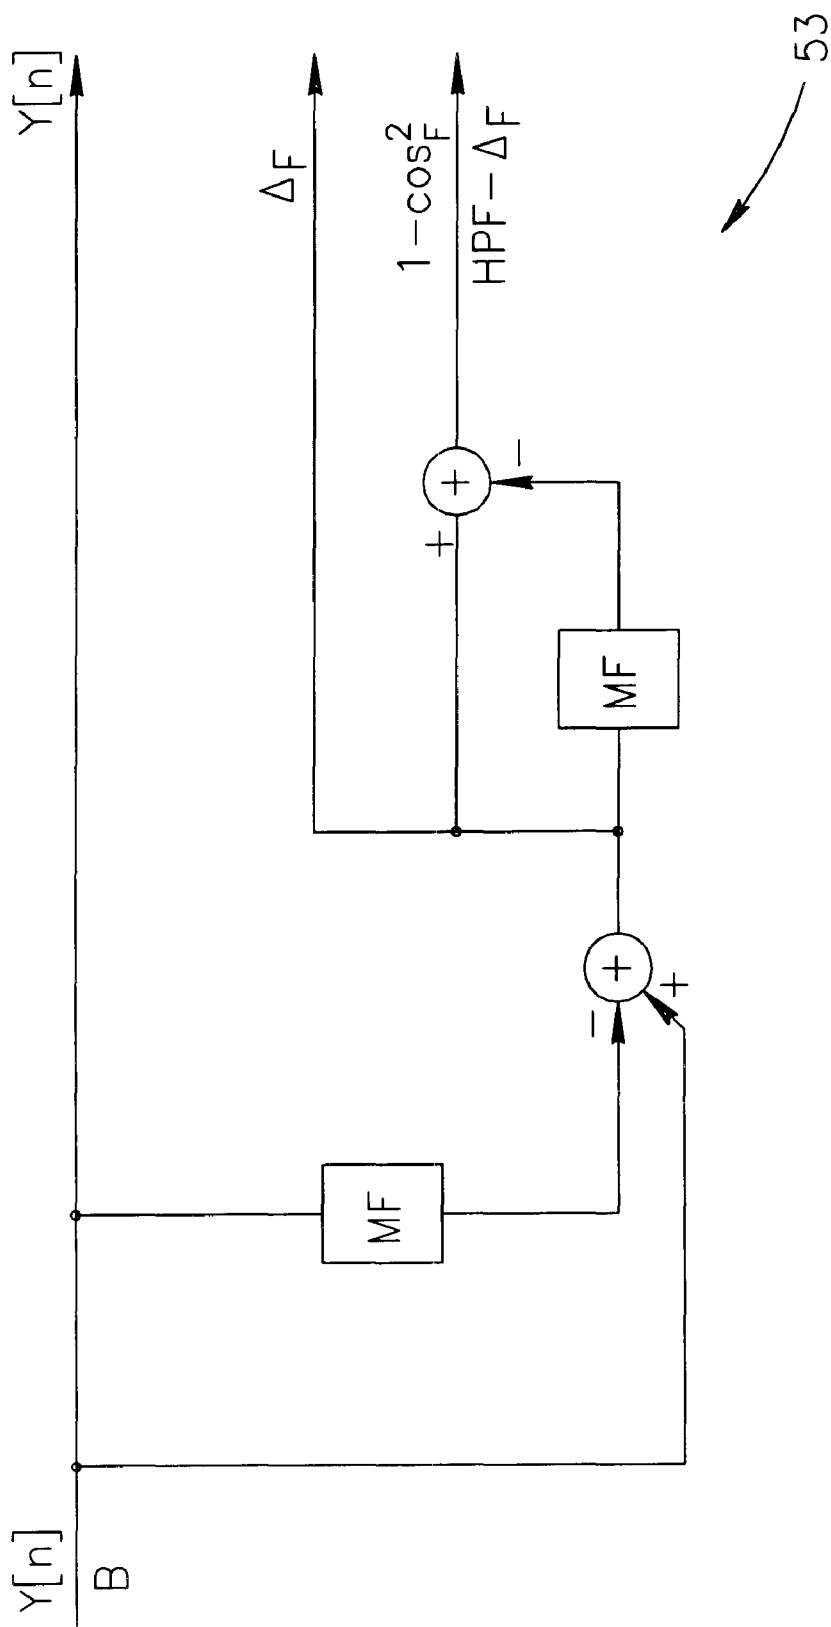 Y[n]
B
MF
−
+
+
MF
+
+
−
Y[n]
Δ_F
1−cos²_F
HPF−Δ_F
53